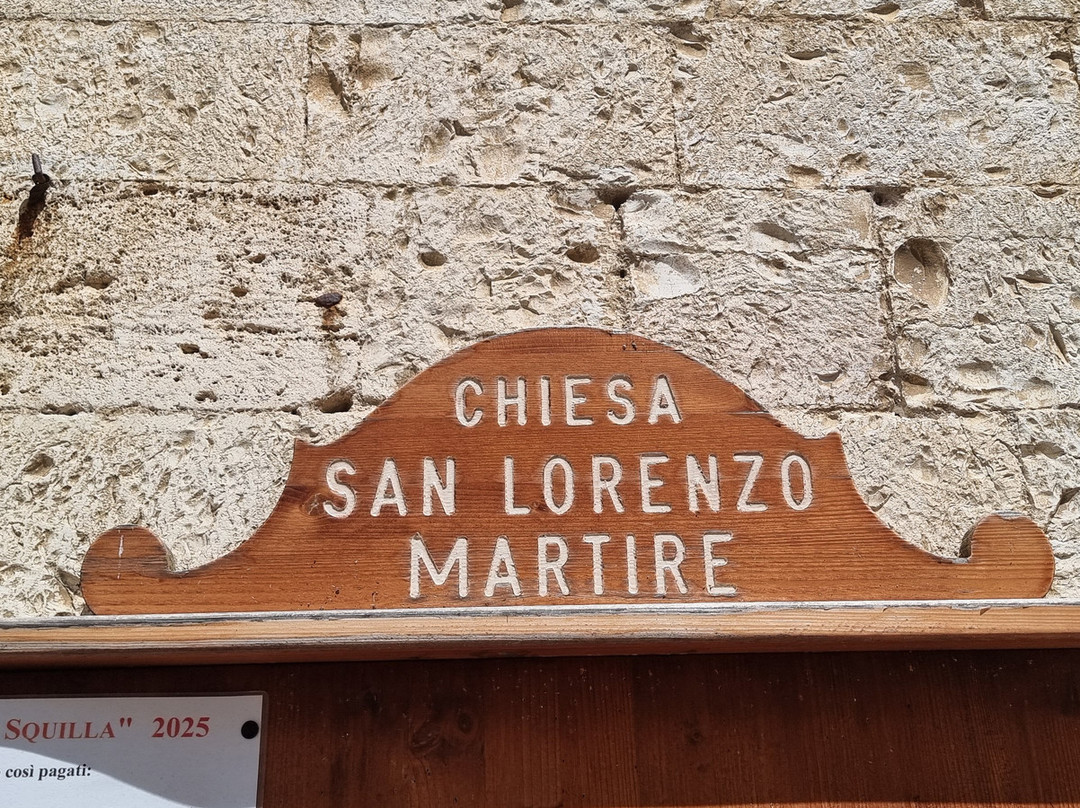 CHIESA
SAN LORENZO
MARTIRE
SQUILLA" 2025
così pagati: